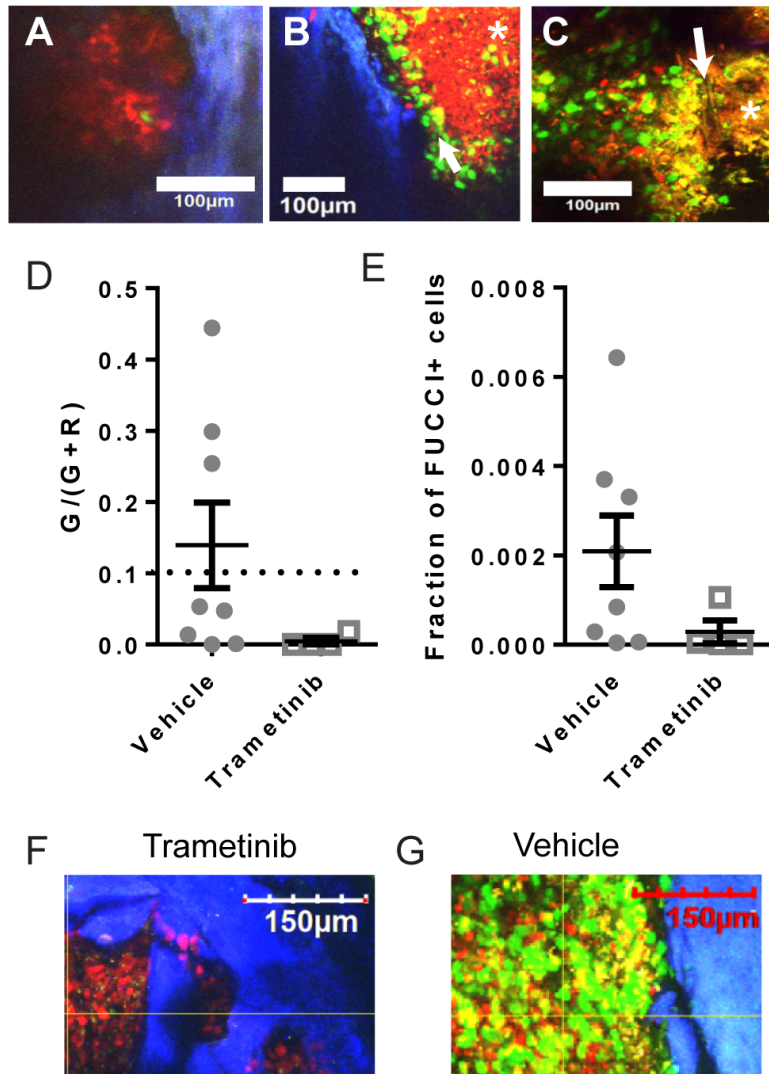 A
B
*
C
*
100µm
100µm
100µm
D
0.5
0.4
0.3
0.2
0.1
0.0
G/(G+R)
Vehicle
Trametinib
E
0.008
0.006
0.004
0.002
0.000
Fraction of FUCCI+ cells
Vehicle
Trametinib
F
Trametinib
150µm
G
Vehicle
150µm